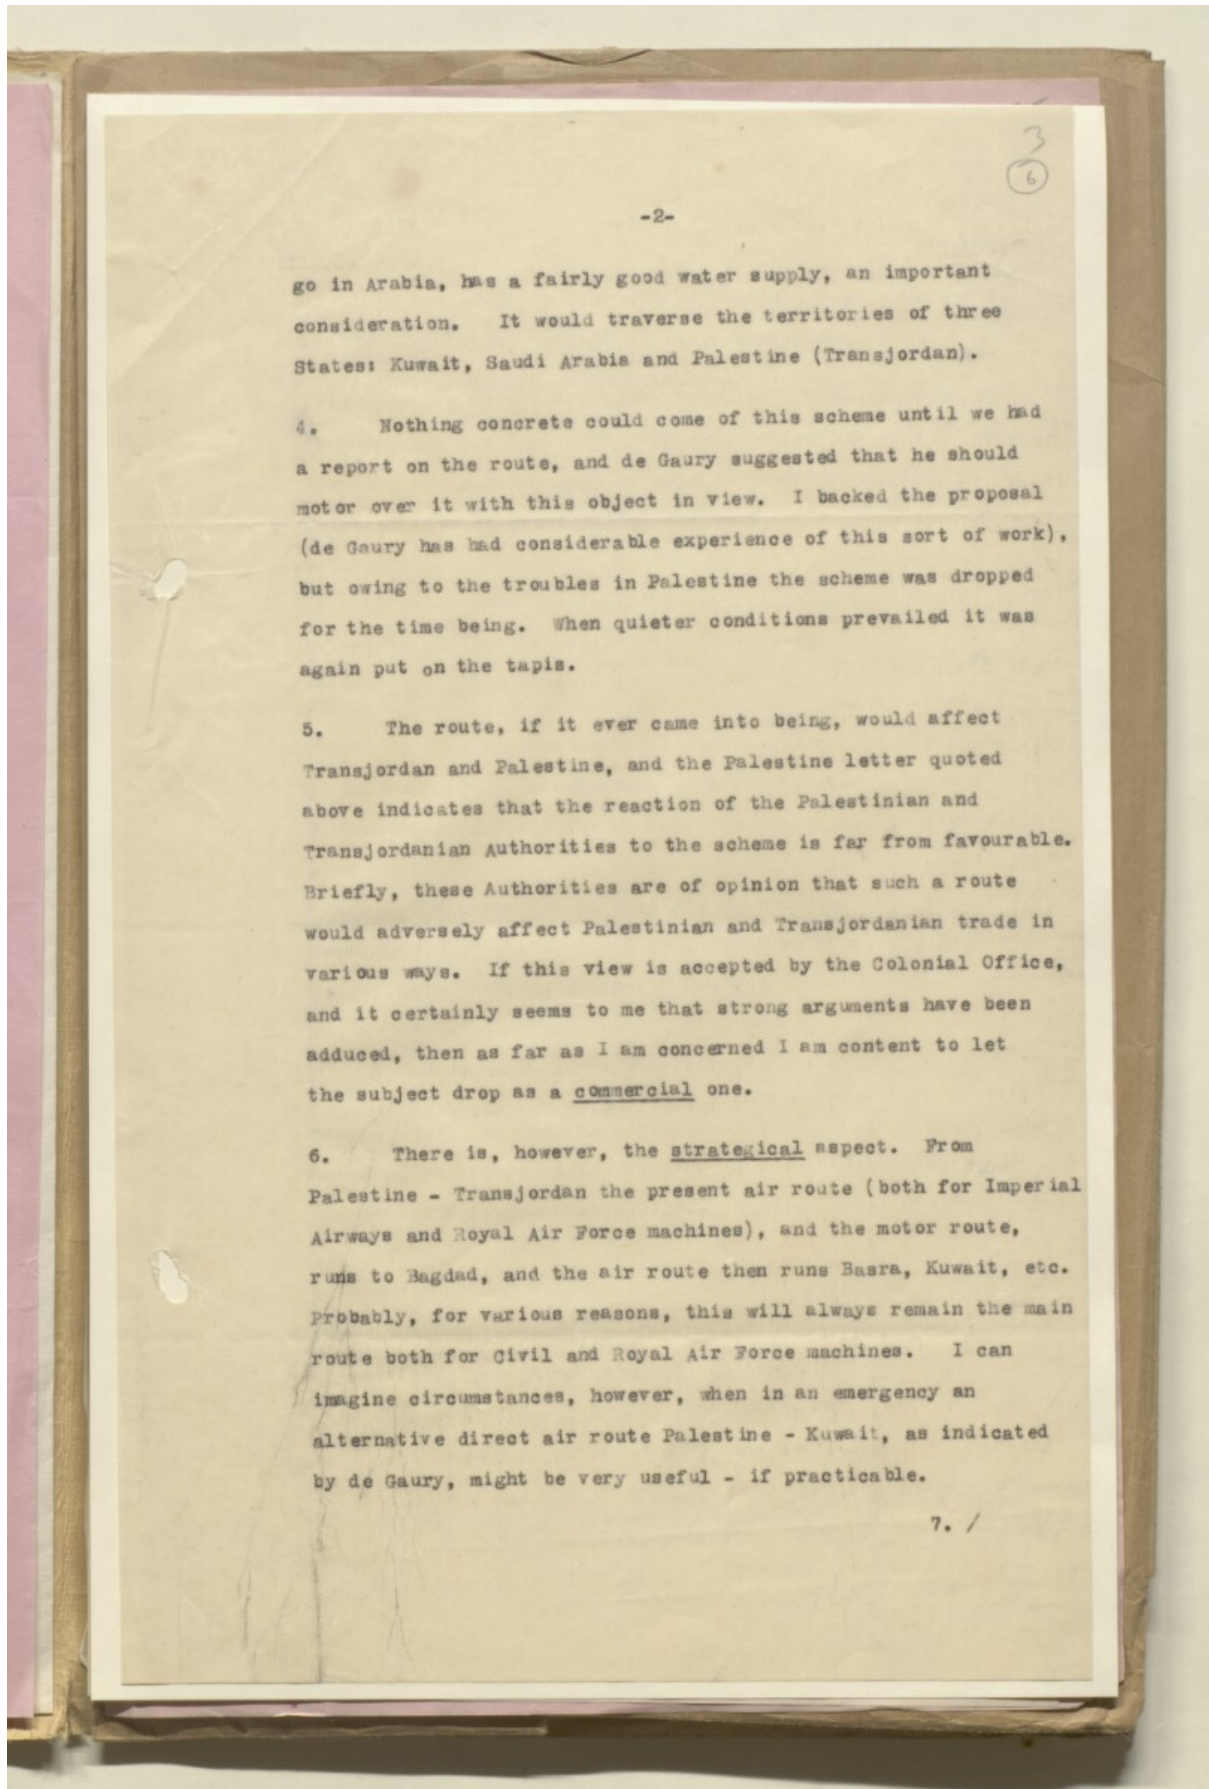 3
6
-2-
go in Arabia, has a fairly good water supply, an important
consideration. It would traverse the territories of three
States: Kuwait, Saudi Arabia and Palestine (Transjordan).
4. Nothing concrete could come of this scheme until we had
a report on the route, and de Gaury suggested that he should
motor over it with this object in view. I backed the proposal
(de Gaury has had considerable experience of this sort of work),
but owing to the troubles in Palestine the scheme was dropped
for the time being. When quieter conditions prevailed it was
again put on the tapis.
5. The route, if it ever came into being, would affect
Transjordan and Palestine, and the Palestine letter quoted
above indicates that the reaction of the Palestinian and
Transjordanian Authorities to the scheme is far from favourable.
Briefly, these Authorities are of opinion that such a route
would adversely affect Palestinian and Transjordanian trade in
various ways. If this view is accepted by the Colonial Office,
and it certainly seems to me that strong arguments have been
adduced, then as far as I am concerned I am content to let
the subject drop as a commercial one.
6. There is, however, the strategical aspect. From
Palestine - Transjordan the present air route (both for Imperial
Airways and Royal Air Force machines), and the motor route,
runs to Bagdad, and the air route then runs Basra, Kuwait, etc.
Probably, for various reasons, this will always remain the main
route both for Civil and Royal Air Force machines. I can
imagine circumstances, however, when in an emergency an
alternative direct air route Palestine - Kuwait, as indicated
by de Gaury, might be very useful - if practicable.
7. /